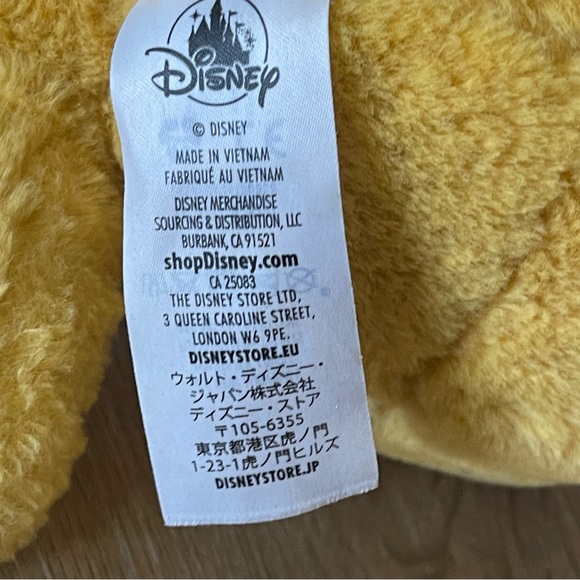 Disney
© DISNEY
MADE IN VIETNAM
FABRIQUÉ AU VIETNAM
DISNEY MERCHANDISE
SOURCING & DISTRIBUTION, LLC
BURBANK, CA 91521
shopDisney.com
CA 25083
THE DISNEY STORE LTD,
3 QUEEN CAROLINE STREET,
LONDON W6 9PE.
DISNEYSTORE.EU
ウォルト・ディズニー・
ジャパン株式会社
ディズニー・ストア
〒105-6355
東京都港区虎ノ門
1-23-1虎ノ門ヒルズ
DISNEYSTORE.JP